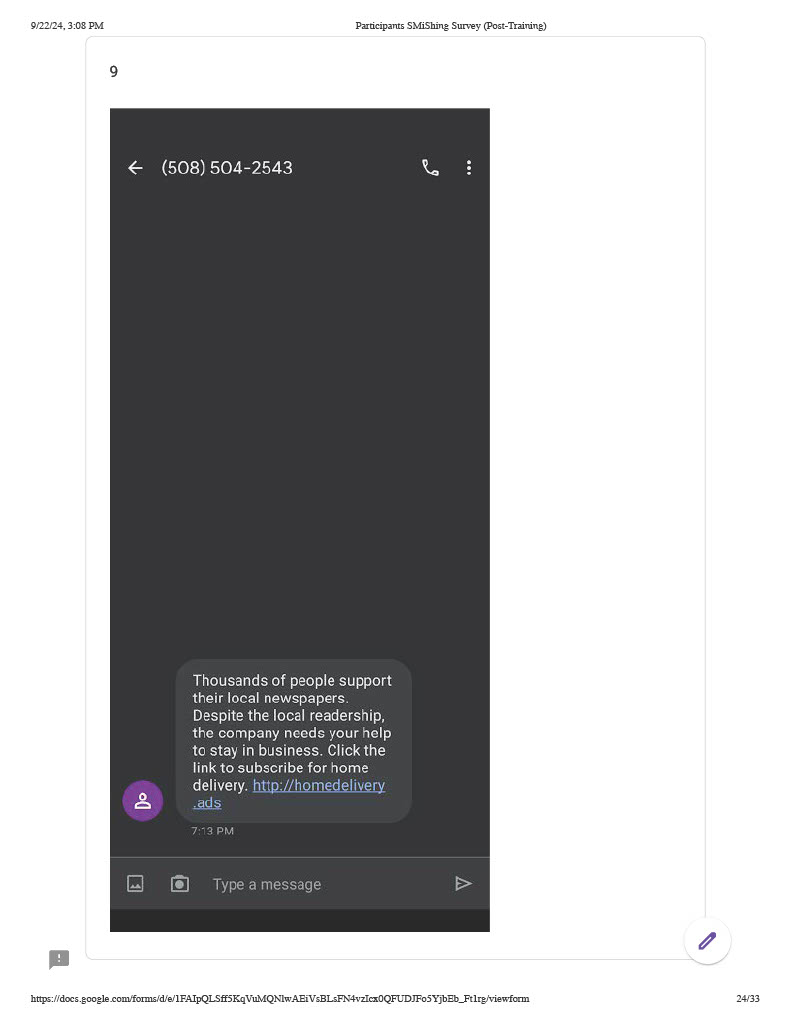 9/22/24, 3:08 PM
Participants SMiShing Survey (Post-Training)
9
(508) 504-2543
Thousands of people support
their local newspapers.
Despite the local readership,
the company needs your help
to stay in business. Click the
link to subscribe for home
delivery. http://homedelivery
.ads
7:13 PM
Type a message
https://docs.google.com/forms/d/e/1FAIpQLSff5KqVuMQNlwAEiVsBLsFN4vzIcx0QFUDJFo5YjbEb_Ft1rg/viewform
24/33